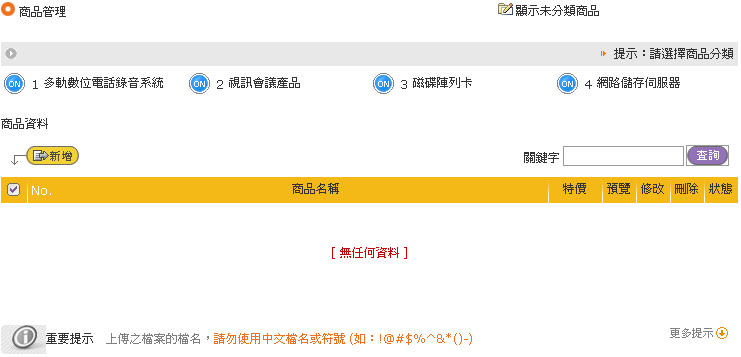 商品管理 顯示未分類商品
提示：請選擇商品分類
ON 1 多軌數位電話錄音系統 ON 2 視訊會議產品 ON 3 磁碟陣列卡 ON 4 網路儲存伺服器
商品資料
新增 關鍵字 查詢
No. 商品名稱 特價 預覽 修改 刪除 狀態
[ 無任何資料 ]
重要提示 上傳之檔案的檔名，請勿使用中文檔名或符號 (如：!@#$%^&*()-) 更多提示